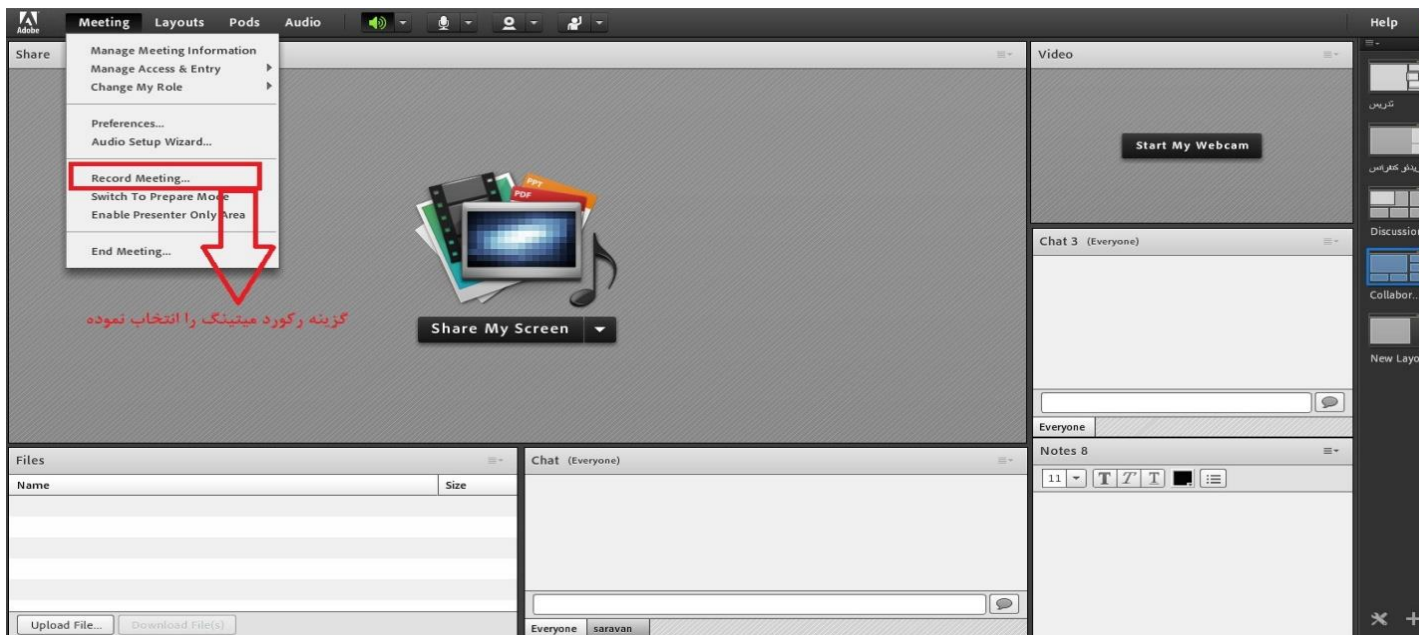 Adobe
Meeting Layouts Pods Audio Help
Share
Manage Meeting Information
Manage Access & Entry
Change My Role
Preferences...
Audio Setup Wizard...
Record Meeting...
Switch To Prepare Mode
Enable Presenter Only Area
End Meeting...
گزینه رکورد میتینگ را انتخاب نموده
PPT
PDF
Share My Screen
Video
Start My Webcam
Chat 3 (Everyone)
Everyone
Notes 8
11 T T T
Files
Name Size
Upload File... Download File(s)
Chat (Everyone)
Everyone saravan
تدریس
کنفرانس
Discussion
Collabor...
New Layo